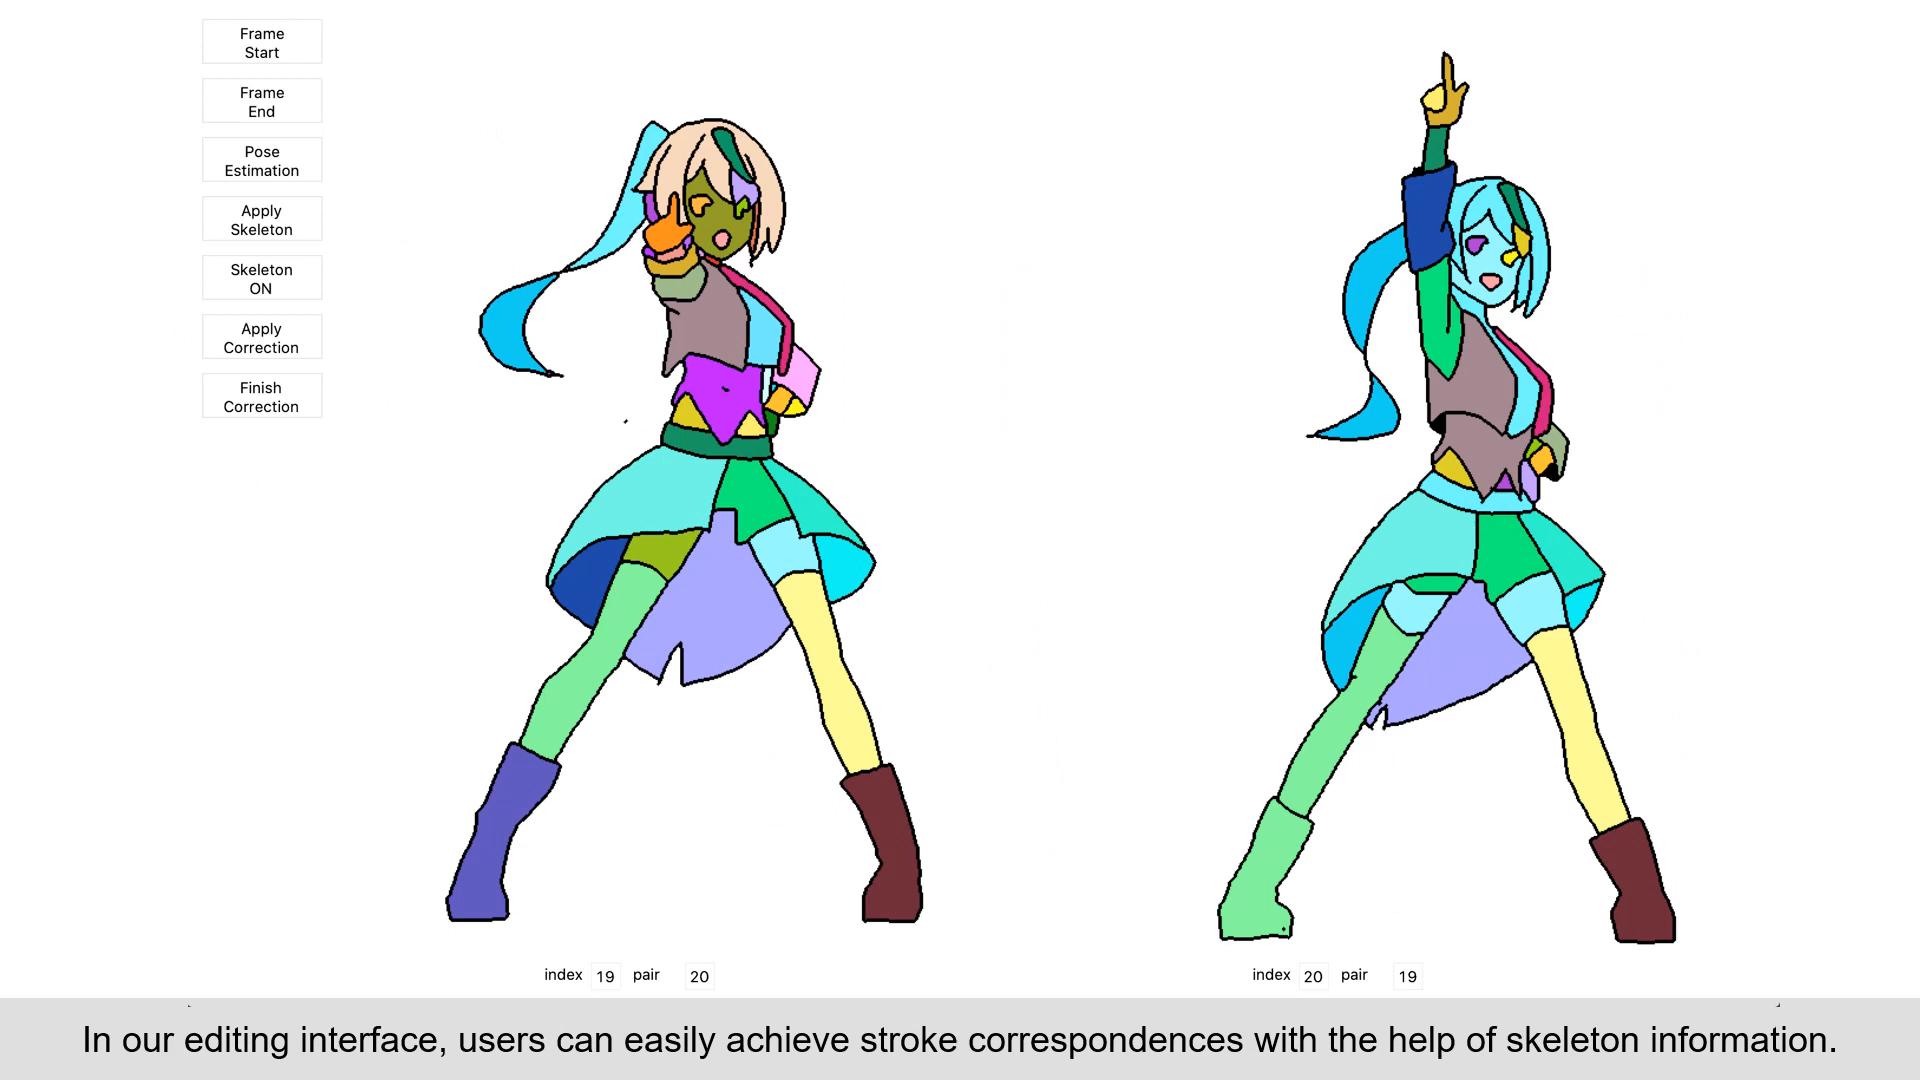 Frame
Start
Frame
End
Pose
Estimation
Apply
Skeleton
Skeleton
ON
Apply
Correction
Finish
Correction
index 19 pair 20
index 20 pair 19
In our editing interface, users can easily achieve stroke correspondences with the help of skeleton information.